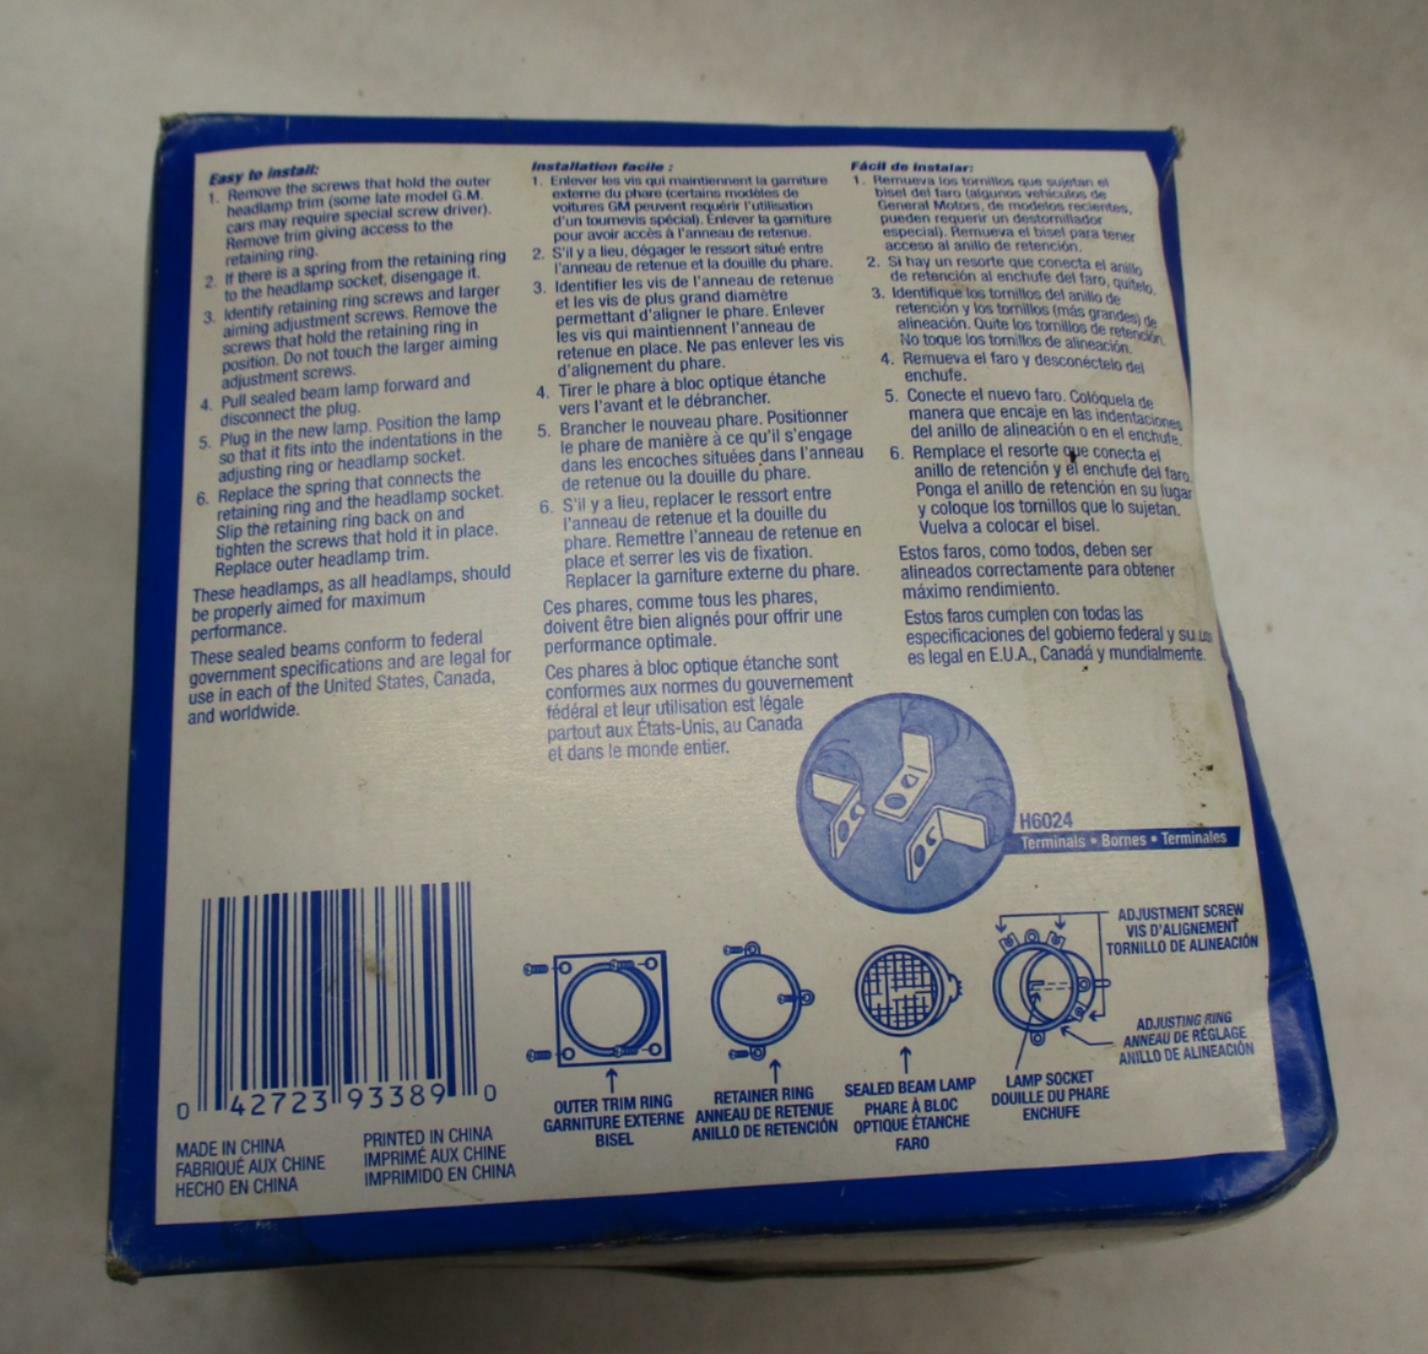 Easy to install:
1. Remove the screws that hold the outer
headlamp trim (some late model G.M.
cars may require special screw driver).
Remove trim giving access to the
retaining ring.
2. If there is a spring from the retaining ring
to the headlamp socket, disengage it.
3. Identify retaining ring screws and larger
aiming adjustment screws. Remove the
screws that hold the retaining ring in
position. Do not touch the larger aiming
adjustment screws.
4. Pull sealed beam lamp forward and
disconnect the plug.
5. Plug in the new lamp. Position the lamp
so that it fits into the indentations in the
adjusting ring or headlamp socket.
6. Replace the spring that connects the
retaining ring and the headlamp socket.
Slip the retaining ring back on and
tighten the screws that hold it in place.
Replace outer headlamp trim.
These headlamps, as all headlamps, should
be properly aimed for maximum
performance.
These sealed beams conform to federal
government specifications and are legal for
use in each of the United States, Canada,
and worldwide.
Installation facile :
1. Enlever les vis qui maintiennent la garniture
externe du phare (certains modèles de
voitures GM peuvent requérir l'utilisation
d'un tournevis spécial). Enlever la garniture
pour avoir accès à l'anneau de retenue.
2. S'il y a lieu, dégager le ressort situé entre
l'anneau de retenue et la douille du phare.
3. Identifier les vis de l'anneau de retenue
et les vis de plus grand diamètre
permettant d'aligner le phare. Enlever
les vis qui maintiennent l'anneau de
retenue en place. Ne pas enlever les vis
d'alignement du phare.
4. Tirer le phare à bloc optique étanche
vers l'avant et le débrancher.
5. Brancher le nouveau phare. Positionner
le phare de manière à ce qu'il s'engage
dans les encoches situées dans l'anneau
de retenue ou la douille du phare.
6. S'il y a lieu, replacer le ressort entre
l'anneau de retenue et la douille du
phare. Remettre l'anneau de retenue en
place et serrer les vis de fixation.
Replacer la garniture externe du phare.
Ces phares, comme tous les phares,
doivent être bien alignés pour offrir une
performance optimale.
Ces phares à bloc optique étanche sont
conformes aux normes du gouvernement
fédéral et leur utilisation est légale
partout aux États-Unis, au Canada
et dans le monde entier.
Fácil de instalar:
1. Remueva los tornillos que sujetan el
bisel del faro (algunos vehículos de
General Motors, de modelos recientes,
pueden requerir un destornillador
especial). Remueva el bisel para tener
acceso al anillo de retención.
2. Si hay un resorte que conecta el anillo
de retención al enchufe del faro, quítelo.
3. Identifique los tornillos del anillo de
retención y los tornillos (más grandes) de
alineación. Quite los tornillos de retención.
No toque los tornillos de alineación.
4. Remueva el faro y desconéctelo del
enchufe.
5. Conecte el nuevo faro. Colóquela de
manera que encaje en las indentaciones
del anillo de alineación o en el enchufe.
6. Remplace el resorte que conecta el
anillo de retención y el enchufe del faro.
Ponga el anillo de retención en su lugar
y coloque los tornillos que lo sujetan.
Vuelva a colocar el bisel.
Estos faros, como todos, deben ser
alineados correctamente para obtener
máximo rendimiento.
Estos faros cumplen con todas las
especificaciones del gobierno federal y su
es legal en E.U.A., Canadá y mundialmente.
H6024
Terminals • Bornes • Terminales
0 42723 93389 0
MADE IN CHINA
FABRIQUÉ AUX CHINE
HECHO EN CHINA
PRINTED IN CHINA
IMPRIMÉ AUX CHINE
IMPRIMIDO EN CHINA
OUTER TRIM RING
GARNITURE EXTERNE
BISEL
RETAINER RING
ANNEAU DE RETENUE
ANILLO DE RETENCIÓN
SEALED BEAM LAMP
PHARE À BLOC
OPTIQUE ÉTANCHE
FARO
LAMP SOCKET
DOUILLE DU PHARE
ENCHUFE
ADJUSTMENT SCREW
VIS D'ALIGNEMENT
TORNILLO DE ALINEACIÓN
ADJUSTING RING
ANNEAU DE RÉGLAGE
ANILLO DE ALINEACIÓN